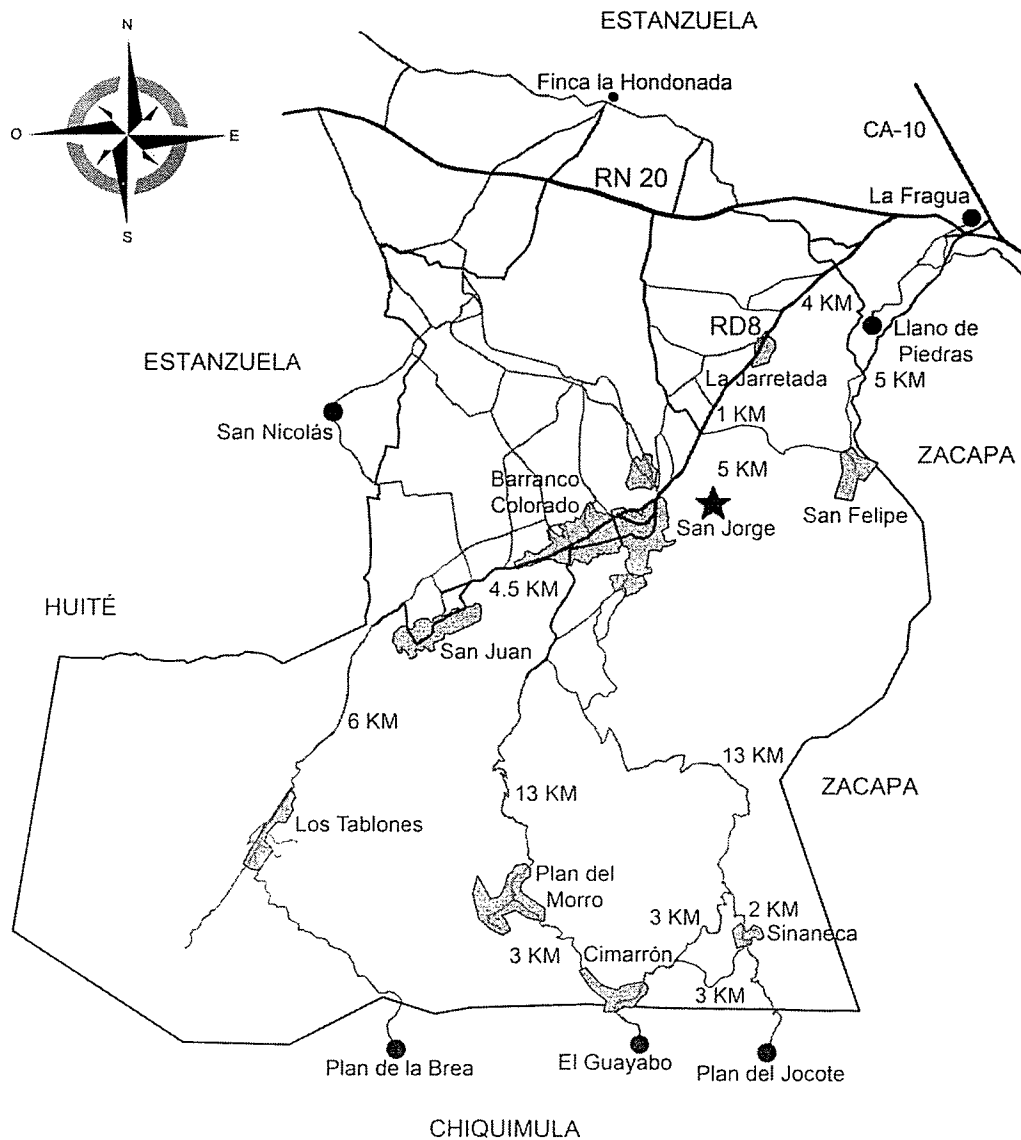 ESTANZUELA
N
Finca la Hondonada
CA-10
O
E
RN 20
La Fragua
S
4 KM
RD8
Llano de
Piedras
ESTANZUELA
La Jarretada
5 KM
San Nicolás
1 KM
ZACAPA
Barranco
Colorado
5 KM
San Jorge
San Felipe
4.5 KM
HUITÉ
San Juan
6 KM
13 KM
ZACAPA
13 KM
Los Tablones
Plan del
Morro
3 KM
2 KM
Sinaneca
3 KM
Cimarrón
3 KM
Plan de la Brea
El Guayabo
Plan del Jocote
CHIQUIMULA